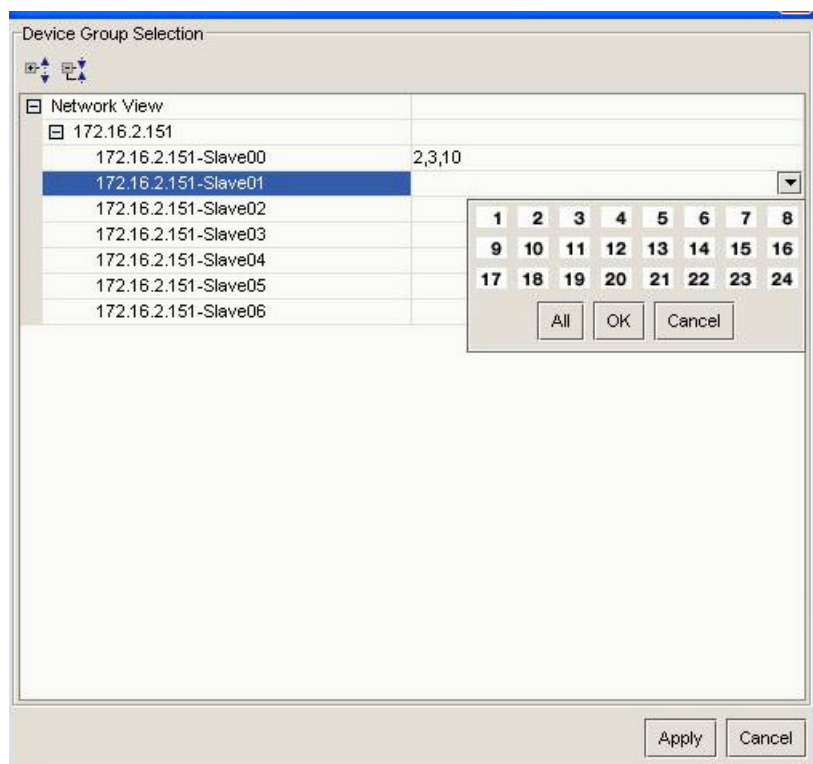 Device Group Selection
Network View
172.16.2.151
172.16.2.151-Slave00 2,3,10
172.16.2.151-Slave01
172.16.2.151-Slave02
172.16.2.151-Slave03
172.16.2.151-Slave04
172.16.2.151-Slave05
172.16.2.151-Slave06
1 2 3 4 5 6 7 8
9 10 11 12 13 14 15 16
17 18 19 20 21 22 23 24
All OK Cancel
Apply Cancel